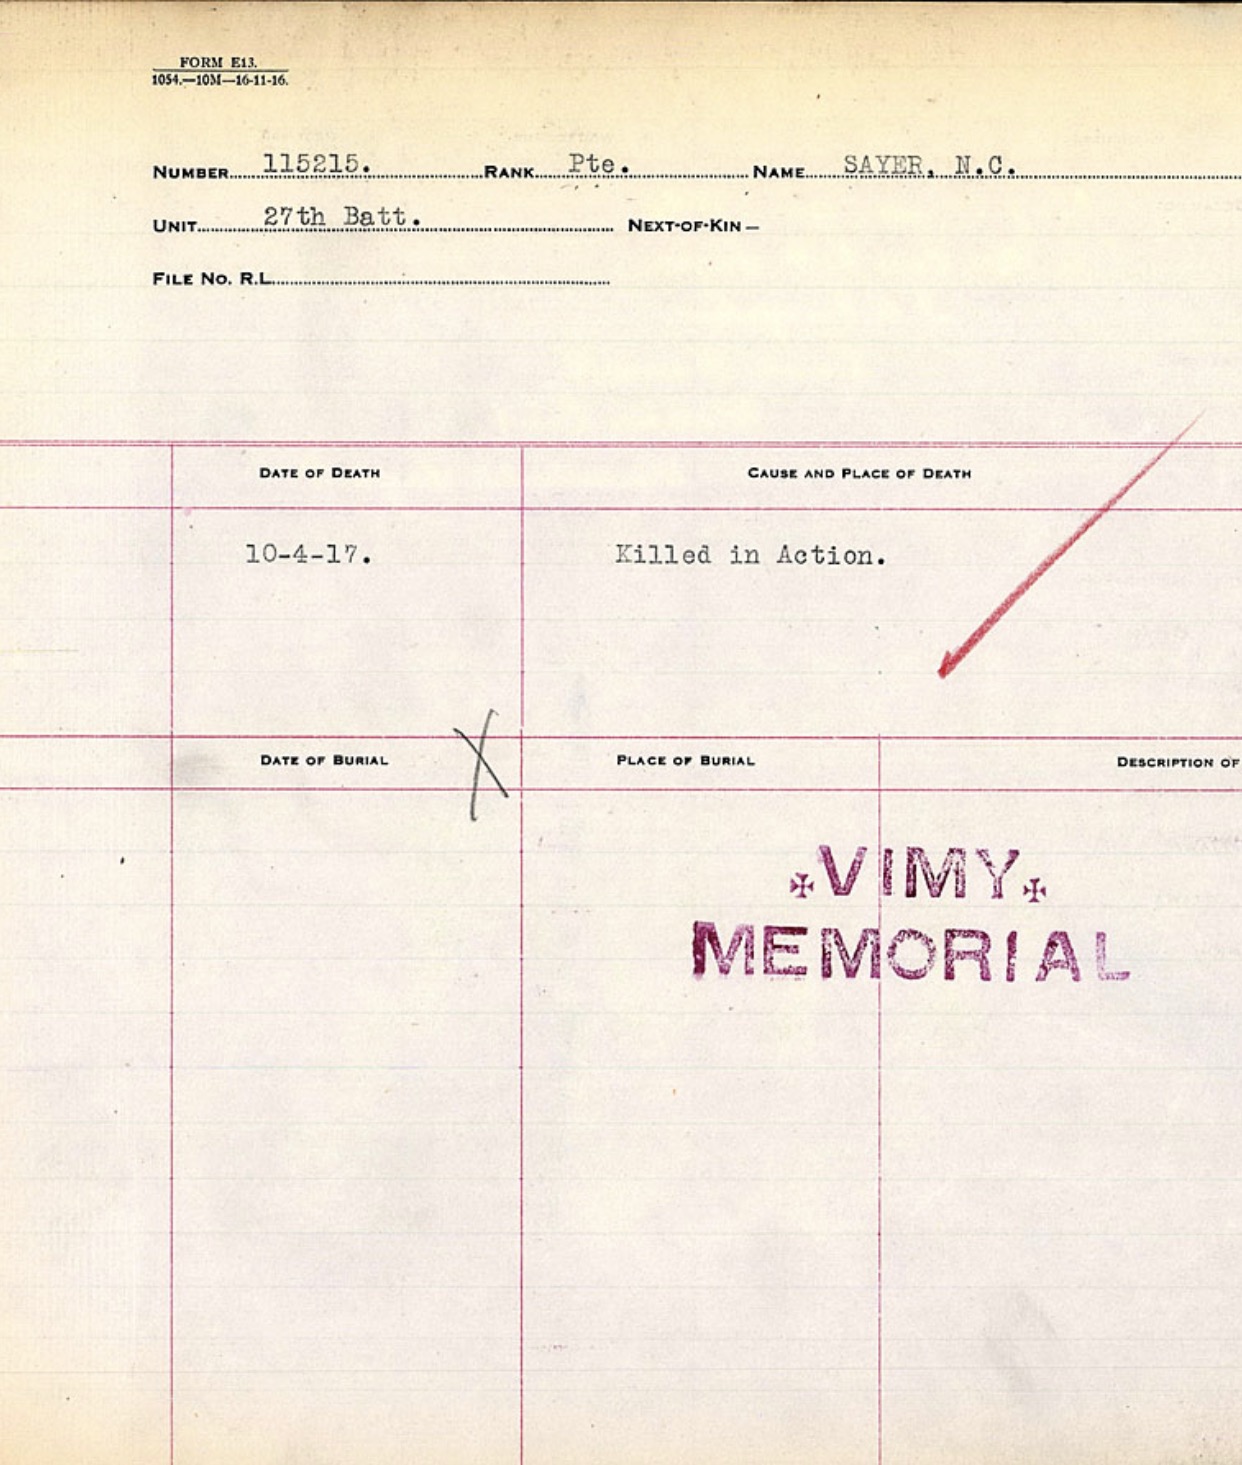 FORM E13.
1054.—10M—16-11-16.
NUMBER 115215. RANK Pte. NAME SAYER, N.C.
UNIT 27th Batt. NEXT-OF-KIN—
FILE NO. R.L.
DATE OF DEATH CAUSE AND PLACE OF DEATH
10-4-17. Killed in Action.
DATE OF BURIAL PLACE OF BURIAL DESCRIPTION OF
VIMY
MEMORIAL